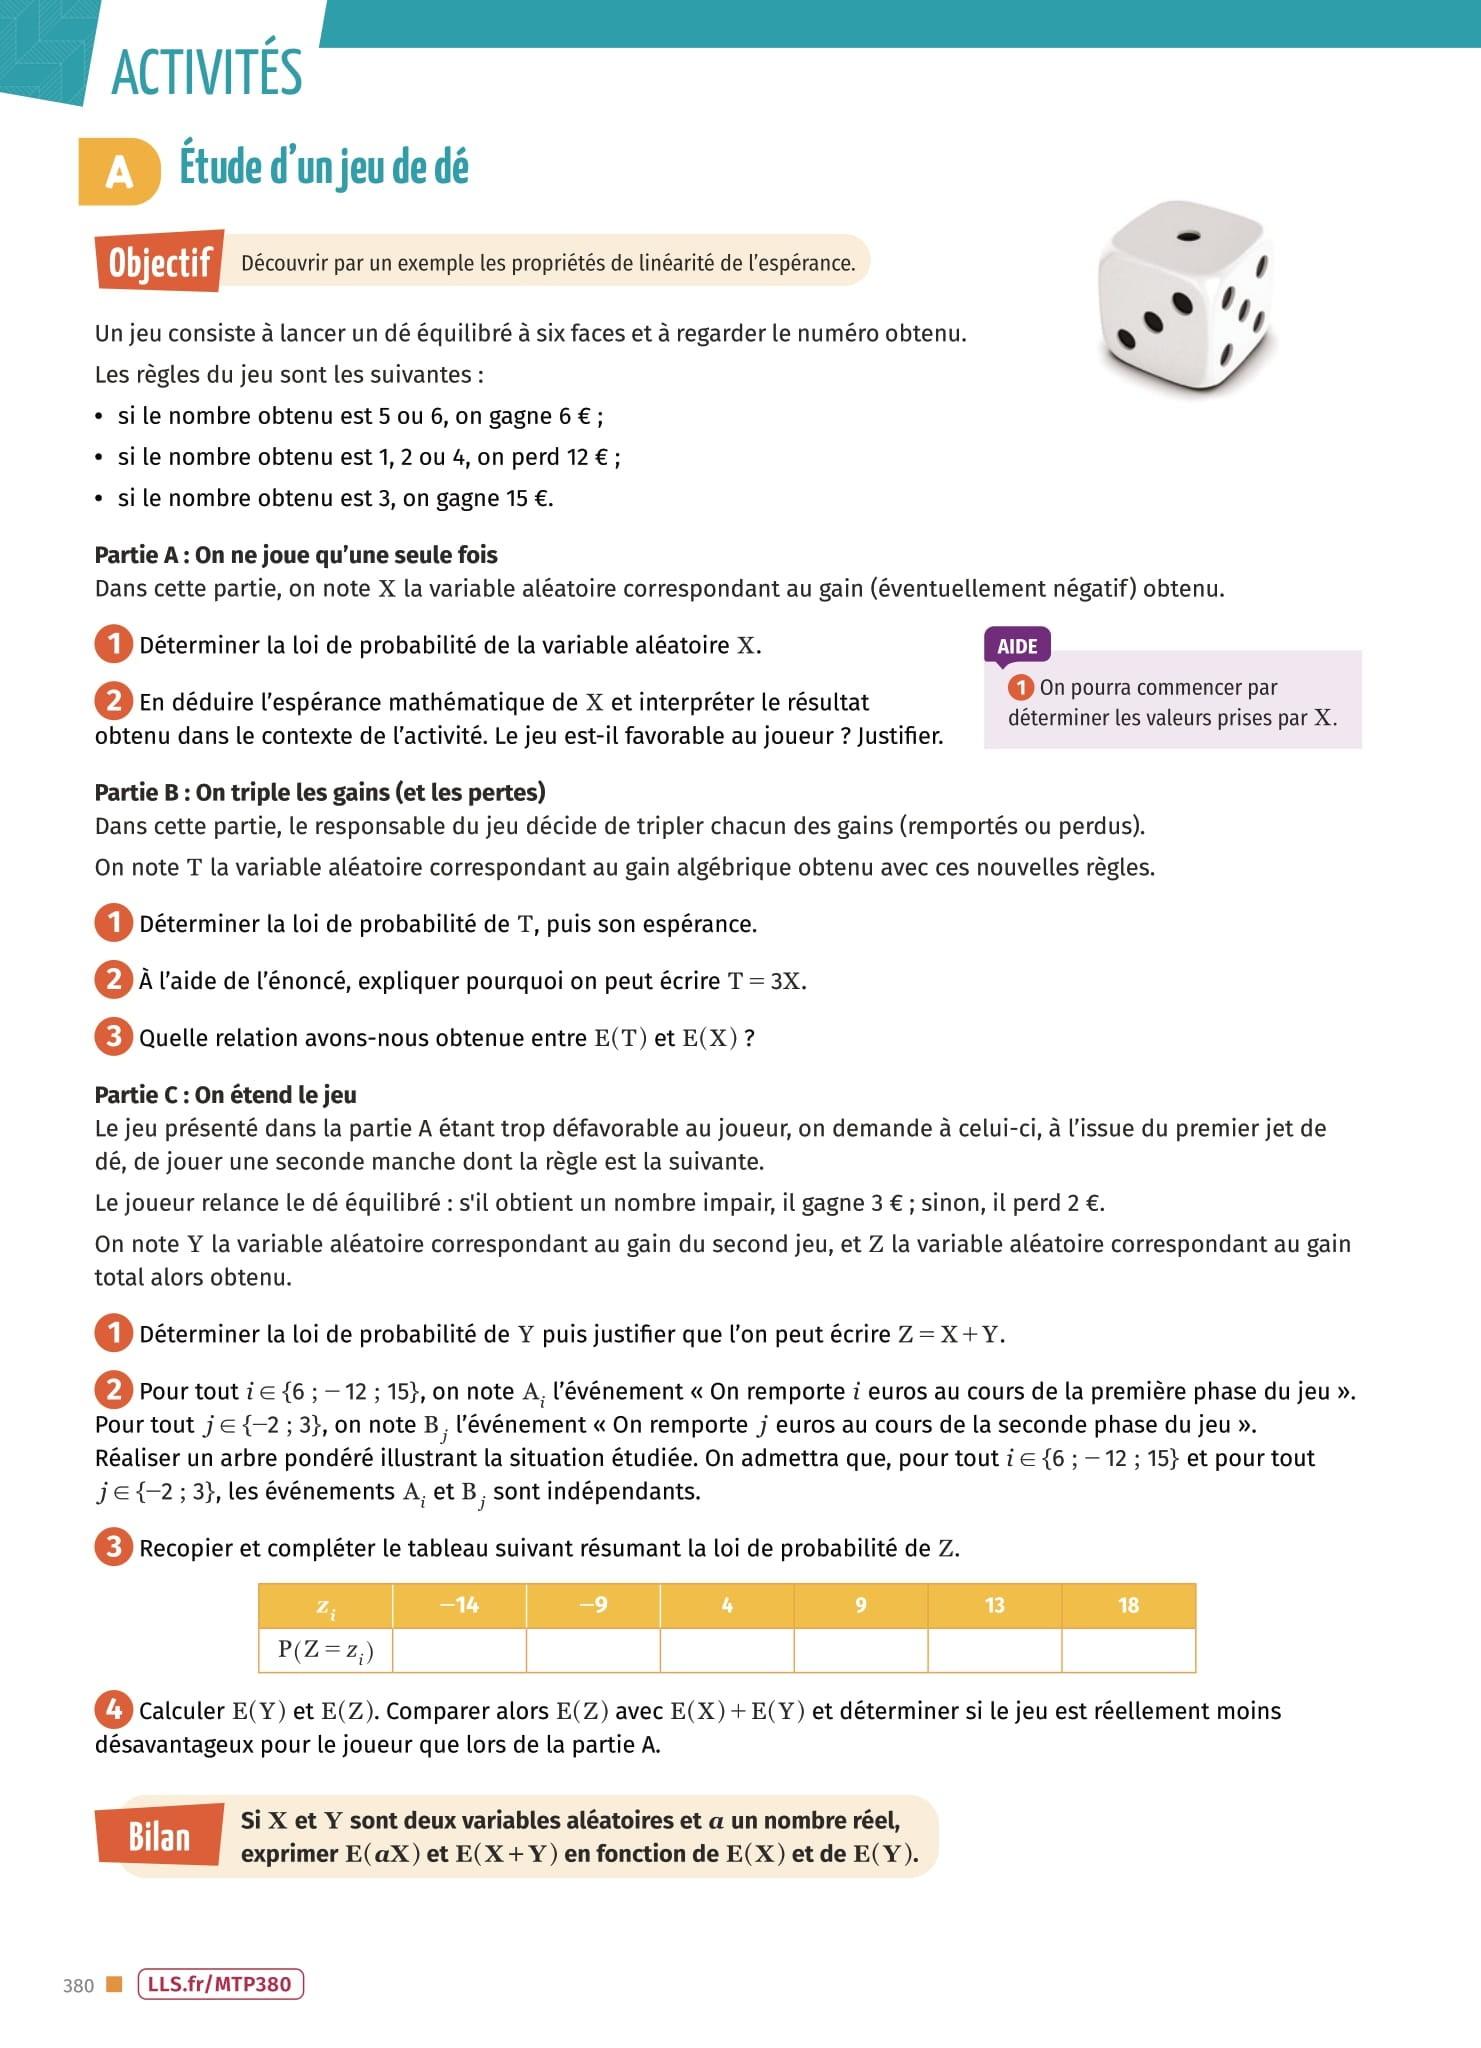 ACTIVITÉS
A Étude d'un jeu de dé
Objectif Découvrir par un exemple les propriétés de linéarité de l'espérance.
Un jeu consiste à lancer un dé équilibré à six faces et à regarder le numéro obtenu.
Les règles du jeu sont les suivantes :
• si le nombre obtenu est 5 ou 6, on gagne 6 € ;
• si le nombre obtenu est 1, 2 ou 4, on perd 12 € ;
• si le nombre obtenu est 3, on gagne 15 €.
Partie A : On ne joue qu'une seule fois
Dans cette partie, on note X la variable aléatoire correspondant au gain (éventuellement négatif) obtenu.
1 Déterminer la loi de probabilité de la variable aléatoire X.
2 En déduire l'espérance mathématique de X et interpréter le résultat
obtenu dans le contexte de l'activité. Le jeu est-il favorable au joueur ? Justifier.
AIDE
1 On pourra commencer par
déterminer les valeurs prises par X.
Partie B : On triple les gains (et les pertes)
Dans cette partie, le responsable du jeu décide de tripler chacun des gains (remportés ou perdus).
On note T la variable aléatoire correspondant au gain algébrique obtenu avec ces nouvelles règles.
1 Déterminer la loi de probabilité de T, puis son espérance.
2 À l'aide de l'énoncé, expliquer pourquoi on peut écrire T = 3X.
3 Quelle relation avons-nous obtenue entre E(T) et E(X) ?
Partie C : On étend le jeu
Le jeu présenté dans la partie A étant trop défavorable au joueur, on demande à celui-ci, à l'issue du premier jet de
dé, de jouer une seconde manche dont la règle est la suivante.
Le joueur relance le dé équilibré : s'il obtient un nombre impair, il gagne 3 € ; sinon, il perd 2 €.
On note Y la variable aléatoire correspondant au gain du second jeu, et Z la variable aléatoire correspondant au gain
total alors obtenu.
1 Déterminer la loi de probabilité de Y puis justifier que l'on peut écrire Z = X + Y.
2 Pour tout i ∈ {6 ; − 12 ; 15}, on note Aᵢ l'événement « On remporte i euros au cours de la première phase du jeu ».
Pour tout j ∈ {−2 ; 3}, on note Bⱼ l'événement « On remporte j euros au cours de la seconde phase du jeu ».
Réaliser un arbre pondéré illustrant la situation étudiée. On admettra que, pour tout i ∈ {6 ; − 12 ; 15} et pour tout
j ∈ {−2 ; 3}, les événements Aᵢ et Bⱼ sont indépendants.
3 Recopier et compléter le tableau suivant résumant la loi de probabilité de Z.
zᵢ −14 −9 4 9 13 18
P(Z = zᵢ)
4 Calculer E(Y) et E(Z). Comparer alors E(Z) avec E(X) + E(Y) et déterminer si le jeu est réellement moins
désavantageux pour le joueur que lors de la partie A.
Bilan
Si X et Y sont deux variables aléatoires et a un nombre réel,
exprimer E(aX) et E(X + Y) en fonction de E(X) et de E(Y).
380 LLS.fr/MTP380